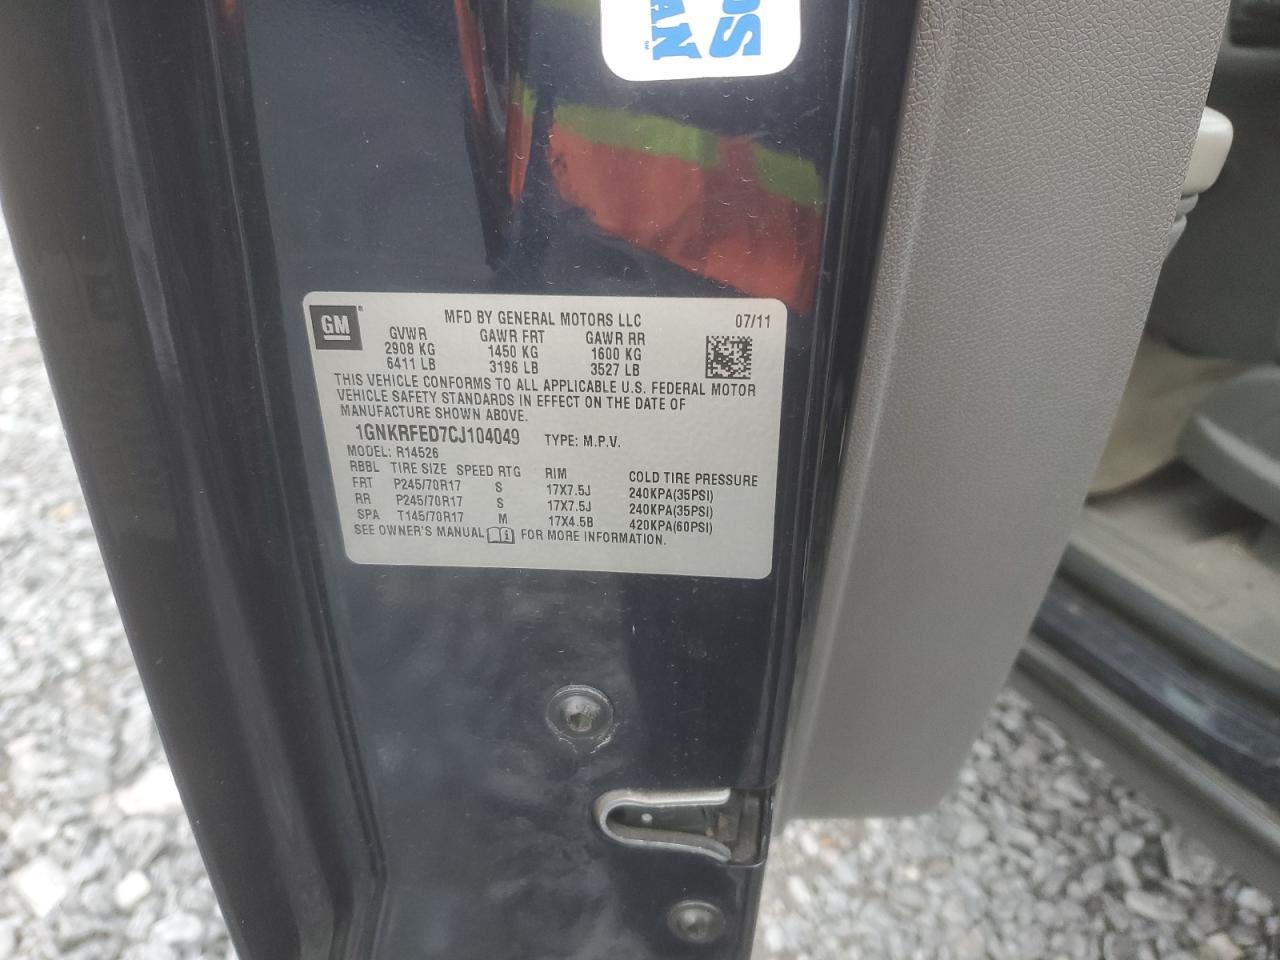 SO
AN
SM
GM
®
MFD BY GENERAL MOTORS LLC 07/11
GVWR GAWR FRT GAWR RR
2908 KG 1450 KG 1600 KG
6411 LB 3196 LB 3527 LB
THIS VEHICLE CONFORMS TO ALL APPLICABLE U.S. FEDERAL MOTOR
VEHICLE SAFETY STANDARDS IN EFFECT ON THE DATE OF
MANUFACTURE SHOWN ABOVE.
1GNKRFED7CJ104049 TYPE: M.P.V.
MODEL: R14526
RBBL TIRE SIZE SPEED RTG RIM COLD TIRE PRESSURE
FRT P245/70R17 S 17X7.5J 240KPA(35PSI)
RR P245/70R17 S 17X7.5J 240KPA(35PSI)
SPA T145/70R17 M 17X4.5B 420KPA(60PSI)
SEE OWNER'S MANUAL i FOR MORE INFORMATION.